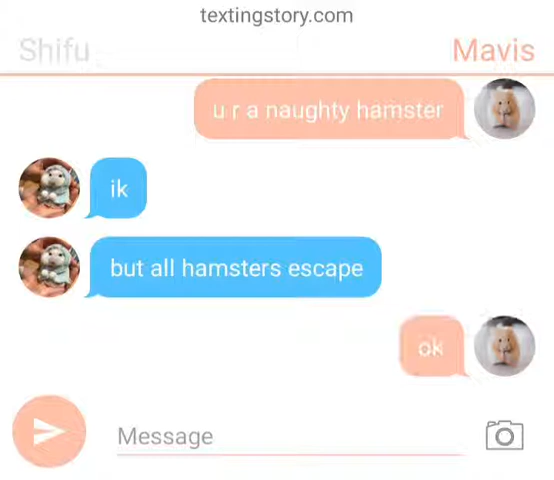 textingstory.com
Shifu
Mavis
u r a naughty hamster
ik
but all hamsters escape
ok
Message